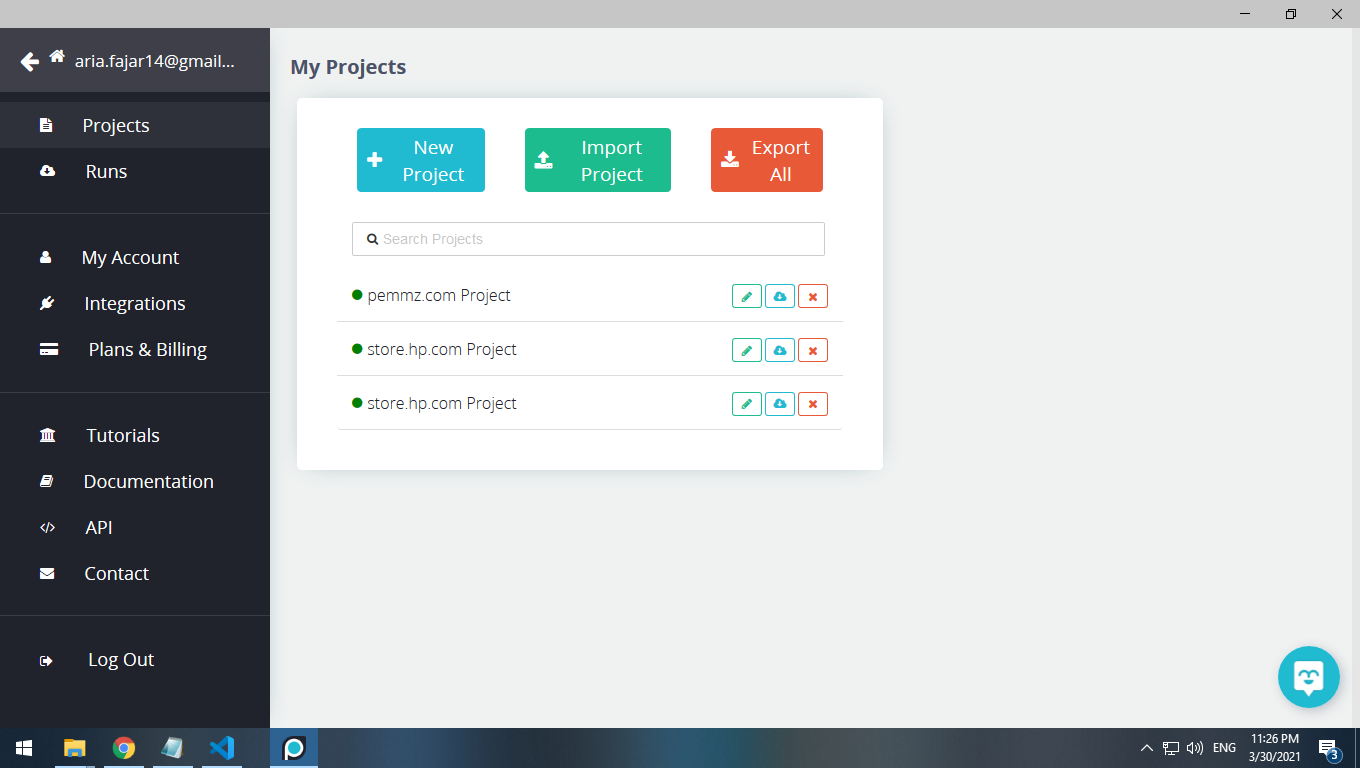 aria.fajar14@gmail...
Projects
Runs
My Account
Integrations
Plans & Billing
Tutorials
Documentation
API
Contact
Log Out
My Projects
New
Project
Import
Project
Export
All
Search Projects
pemmz.com Project
store.hp.com Project
store.hp.com Project
ENG
11:26 PM
3/30/2021
3